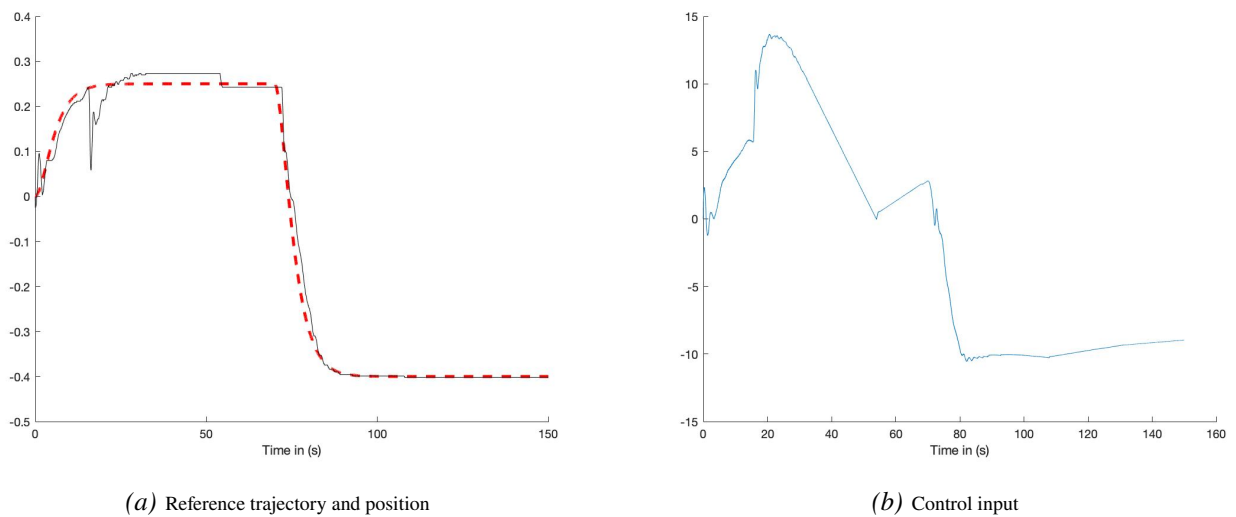 0.4
0.3
0.2
0.1
0
-0.1
-0.2
-0.3
-0.4
-0.5
0 50 100 150
Time in (s)
(a) Reference trajectory and position
15
10
5
0
-5
-10
-15
0 20 40 60 80 100 120 140 160
Time in (s)
(b) Control input